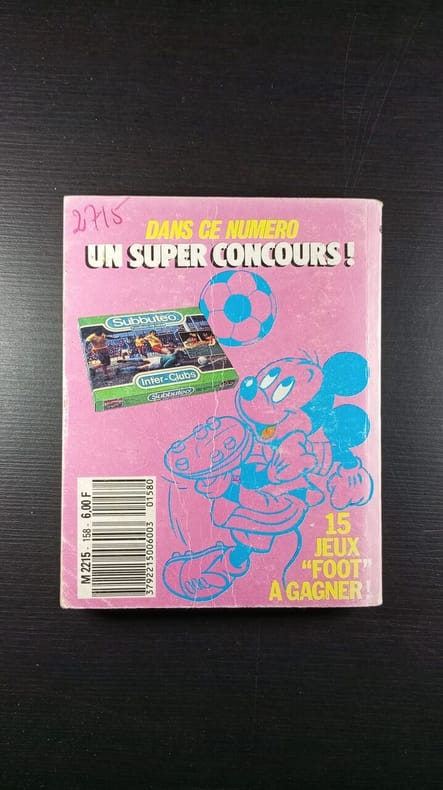 2715
DANS CE NUMERO
UN SUPER CONCOURS !
Subbuteo
Inter-Clubs
Subbuteo
M 2215 - 158 - 6,00 F
3792215006003
01580
15
JEUX
"FOOT"
A GAGNER !